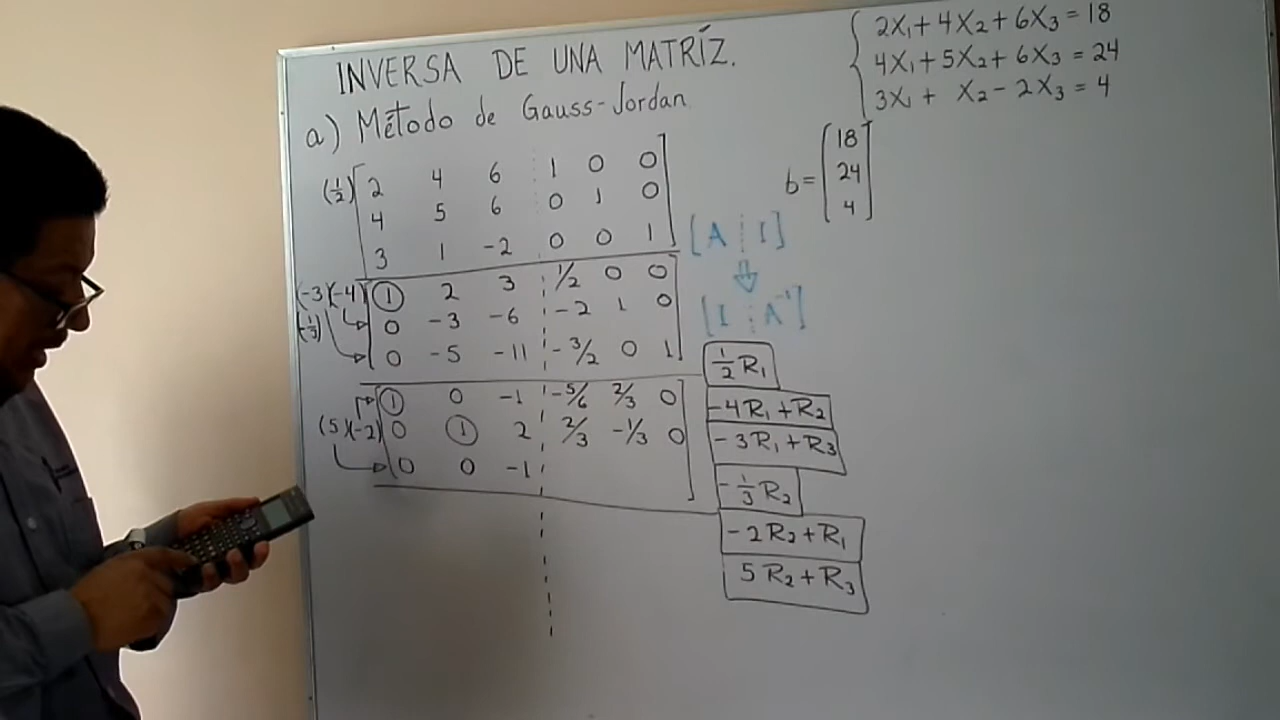 INVERSA DE UNA MATRÍZ.
a) Método de Gauss-Jordan
(1/2) 2 4 6 1 0 0
4 5 6 0 1 0
3 1 -2 0 0 1
(-3)(-4) 1 2 3 1/2 0 0
(-1/3) 0 -3 -6 -2 1 0
0 -5 -11 -3/2 0 1
1 0 -1 -5/6 2/3 0
(5)(-2) 0 1 2 2/3 -1/3 0
0 0 -1
2X₁+4X₂+6X₃=18
4X₁+5X₂+6X₃=24
3X₁+ X₂-2X₃=4
b=[18
24
4]
[A ⋮ I]
⇓
[I ⋮ A⁻¹]
1/2 R₁
-4R₁+R₂
-3R₁+R₃
-1/3 R₂
-2R₂+R₁
5R₂+R₃